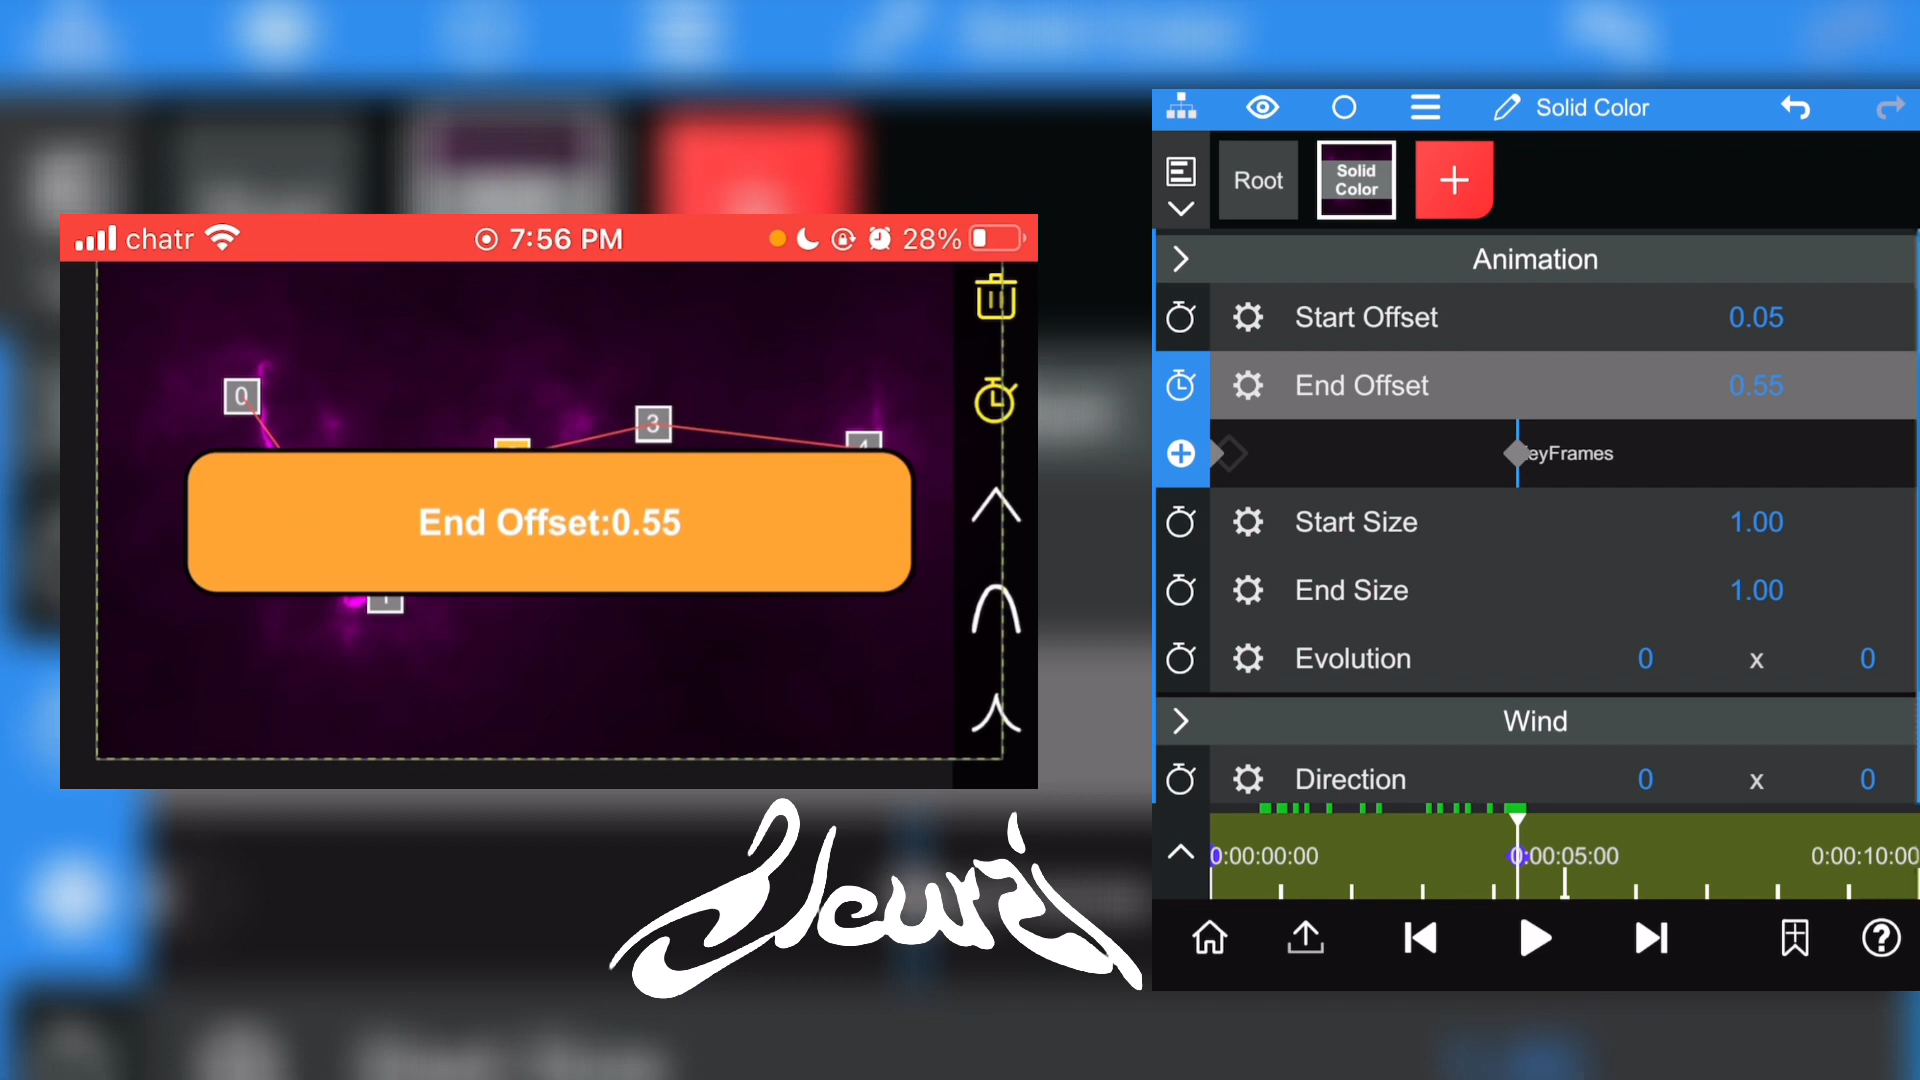 chatr
7:56 PM
28%
0
3
End Offset:0.55
Solid Color
Root
Solid
Color
Animation
Start Offset 0.05
End Offset 0.55
eyFrames
Start Size 1.00
End Size 1.00
Evolution 0 x 0
Wind
Direction 0 x 0
0:00:00:00 0:00:05:00 0:00:10:00